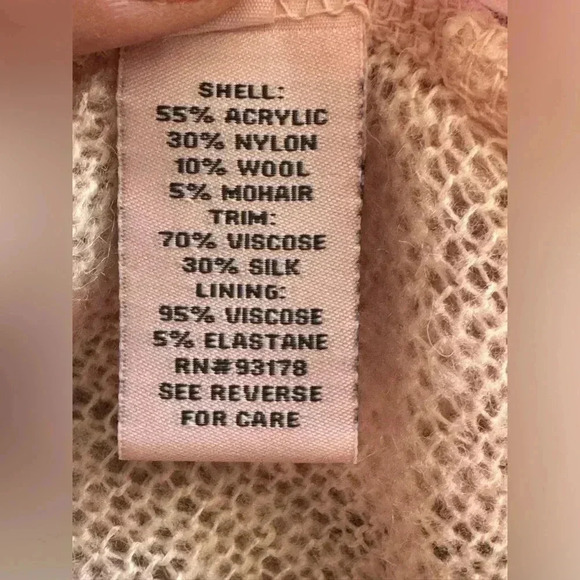 SHELL:
55% ACRYLIC
30% NYLON
10% WOOL
5% MOHAIR
TRIM:
70% VISCOSE
30% SILK
LINING:
95% VISCOSE
5% ELASTANE
RN#93178
SEE REVERSE
FOR CARE